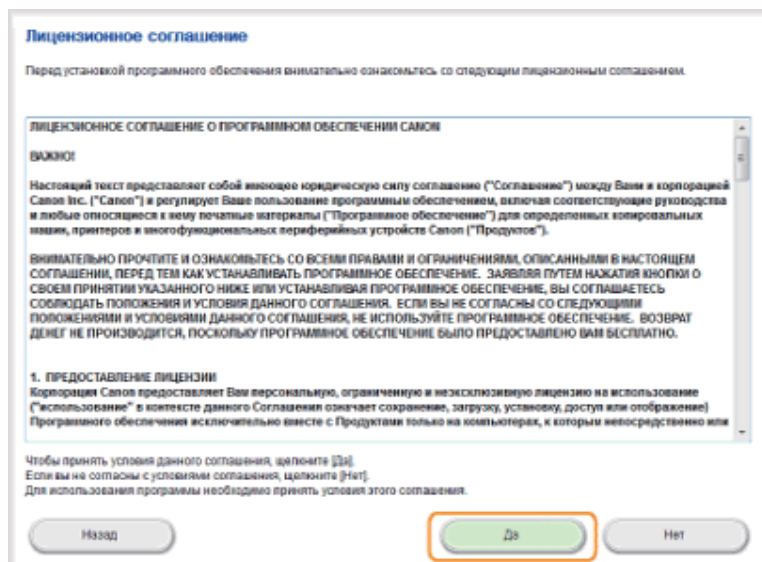 Лицензионное соглашение
Перед установкой программного обеспечения внимательно ознакомьтесь со следующим лицензионным соглашением.
ЛИЦЕНЗИОННОЕ СОГЛАШЕНИЕ О ПРОГРАММНОМ ОБЕСПЕЧЕНИИ CANON
ВАЖНО!
Настоящий текст представляет собой имеющее юридическую силу соглашение ("Соглашение") между Вами и корпорацией
Canon Inc. ("Canon") и регулирует Ваше пользование программным обеспечением, включая соответствующие руководства
и любые относящиеся к нему печатные материалы ("Программное обеспечение") для определенных копировальных
машин, принтеров и многофункциональных периферийных устройств Canon ("Продуктов").
ВНИМАТЕЛЬНО ПРОЧТИТЕ И ОЗНАКОМЬТЕСЬ СО ВСЕМИ ПРАВАМИ И ОГРАНИЧЕНИЯМИ, ОПИСАННЫМИ В НАСТОЯЩЕМ
СОГЛАШЕНИИ, ПЕРЕД ТЕМ КАК УСТАНАВЛИВАТЬ ПРОГРАММНОЕ ОБЕСПЕЧЕНИЕ. ЗАЯВЛЯЯ ПУТЕМ НАЖАТИЯ КНОПКИ О
СВОЕМ ПРИНЯТИИ УКАЗАННОГО НИЖЕ ИЛИ УСТАНАВЛИВАЯ ПРОГРАММНОЕ ОБЕСПЕЧЕНИЕ, ВЫ СОГЛАШАЕТЕСЬ
СОБЛЮДАТЬ ПОЛОЖЕНИЯ И УСЛОВИЯ ДАННОГО СОГЛАШЕНИЯ. ЕСЛИ ВЫ НЕ СОГЛАСНЫ СО СЛЕДУЮЩИМИ
ПОЛОЖЕНИЯМИ И УСЛОВИЯМИ ДАННОГО СОГЛАШЕНИЯ, НЕ ИСПОЛЬЗУЙТЕ ПРОГРАММНОЕ ОБЕСПЕЧЕНИЕ. ВОЗВРАТ
ДЕНЕГ НЕ ПРОИЗВОДИТСЯ, ПОСКОЛЬКУ ПРОГРАММНОЕ ОБЕСПЕЧЕНИЕ БЫЛО ПРЕДОСТАВЛЕНО ВАМ БЕСПЛАТНО.
1. ПРЕДОСТАВЛЕНИЕ ЛИЦЕНЗИИ
Корпорация Canon предоставляет Вам персональную, ограниченную и неэксклюзивную лицензию на использование
("использование" в контексте данного Соглашения означает сохранение, загрузку, установку, доступ или отображение)
Программного обеспечения исключительно вместе с Продуктами только на компьютерах, к которым непосредственно или
Чтобы принять условия данного соглашения, щелкните [Да].
Если вы не согласны с условиями соглашения, щелкните [Нет].
Для использования программы необходимо принять условия этого соглашения.
Назад
Да
Нет